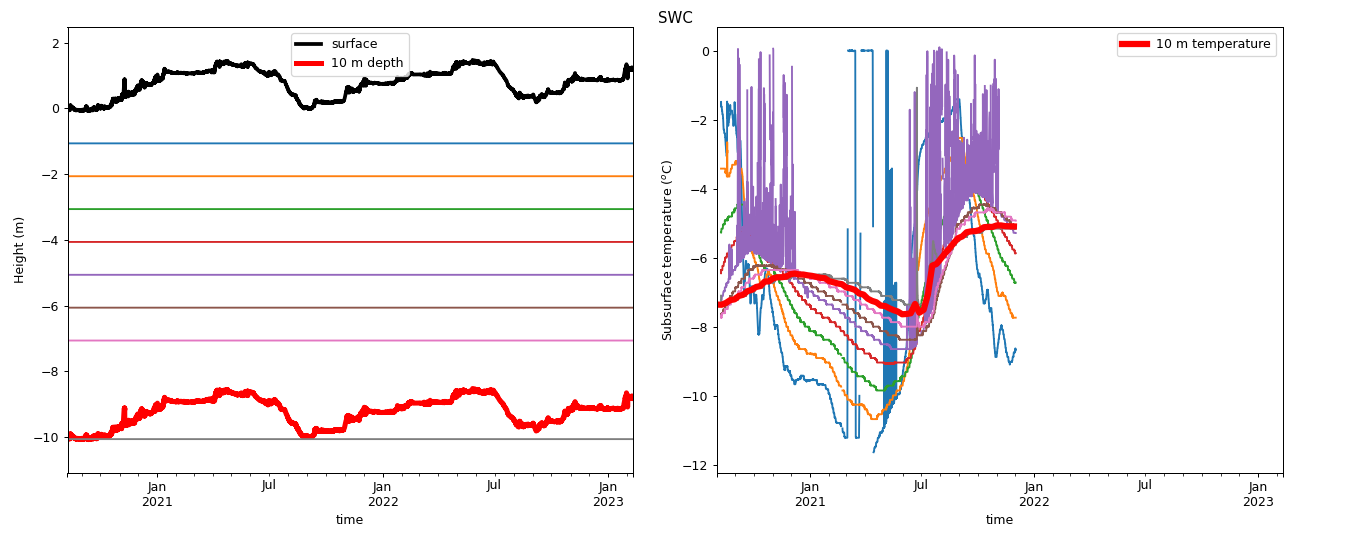 SWC
2
0
−2
−4
−6
−8
−10
Height (m)
surface
10 m depth
Jan
2021
Jul
Jan
2022
Jul
Jan
2023
time
0
−2
−4
−6
−8
−10
−12
Subsurface temperature (°C)
10 m temperature
Jan
2021
Jul
Jan
2022
Jul
Jan
2023
time